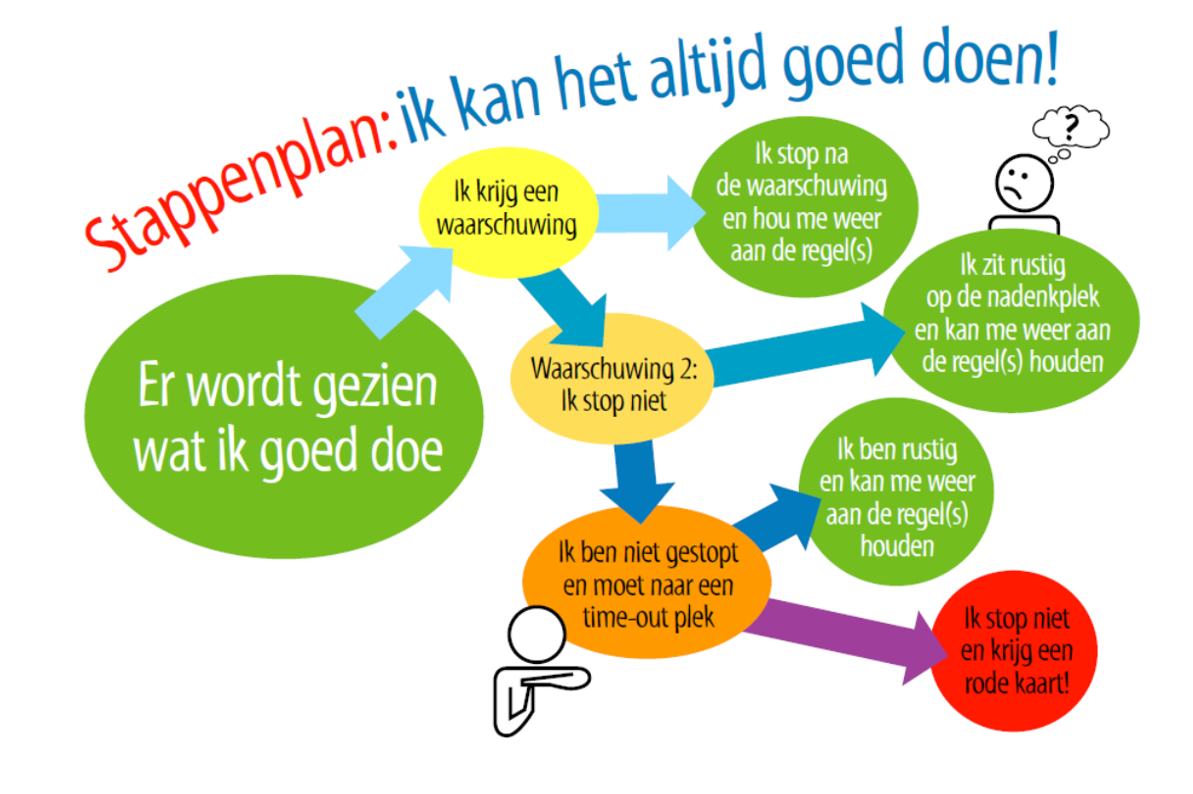 Stappenplan: ik kan het altijd goed doen!
Er wordt gezien
wat ik goed doe
Ik krijg een
waarschuwing
Ik stop na
de waarschuwing
en hou me weer
aan de regel(s)
?
Waarschuwing 2:
Ik stop niet
Ik zit rustig
op de nadenkplek
en kan me weer aan
de regel(s) houden
Ik ben niet gestopt
en moet naar een
time-out plek
Ik ben rustig
en kan me weer
aan de regel(s)
houden
Ik stop niet
en krijg een
rode kaart!